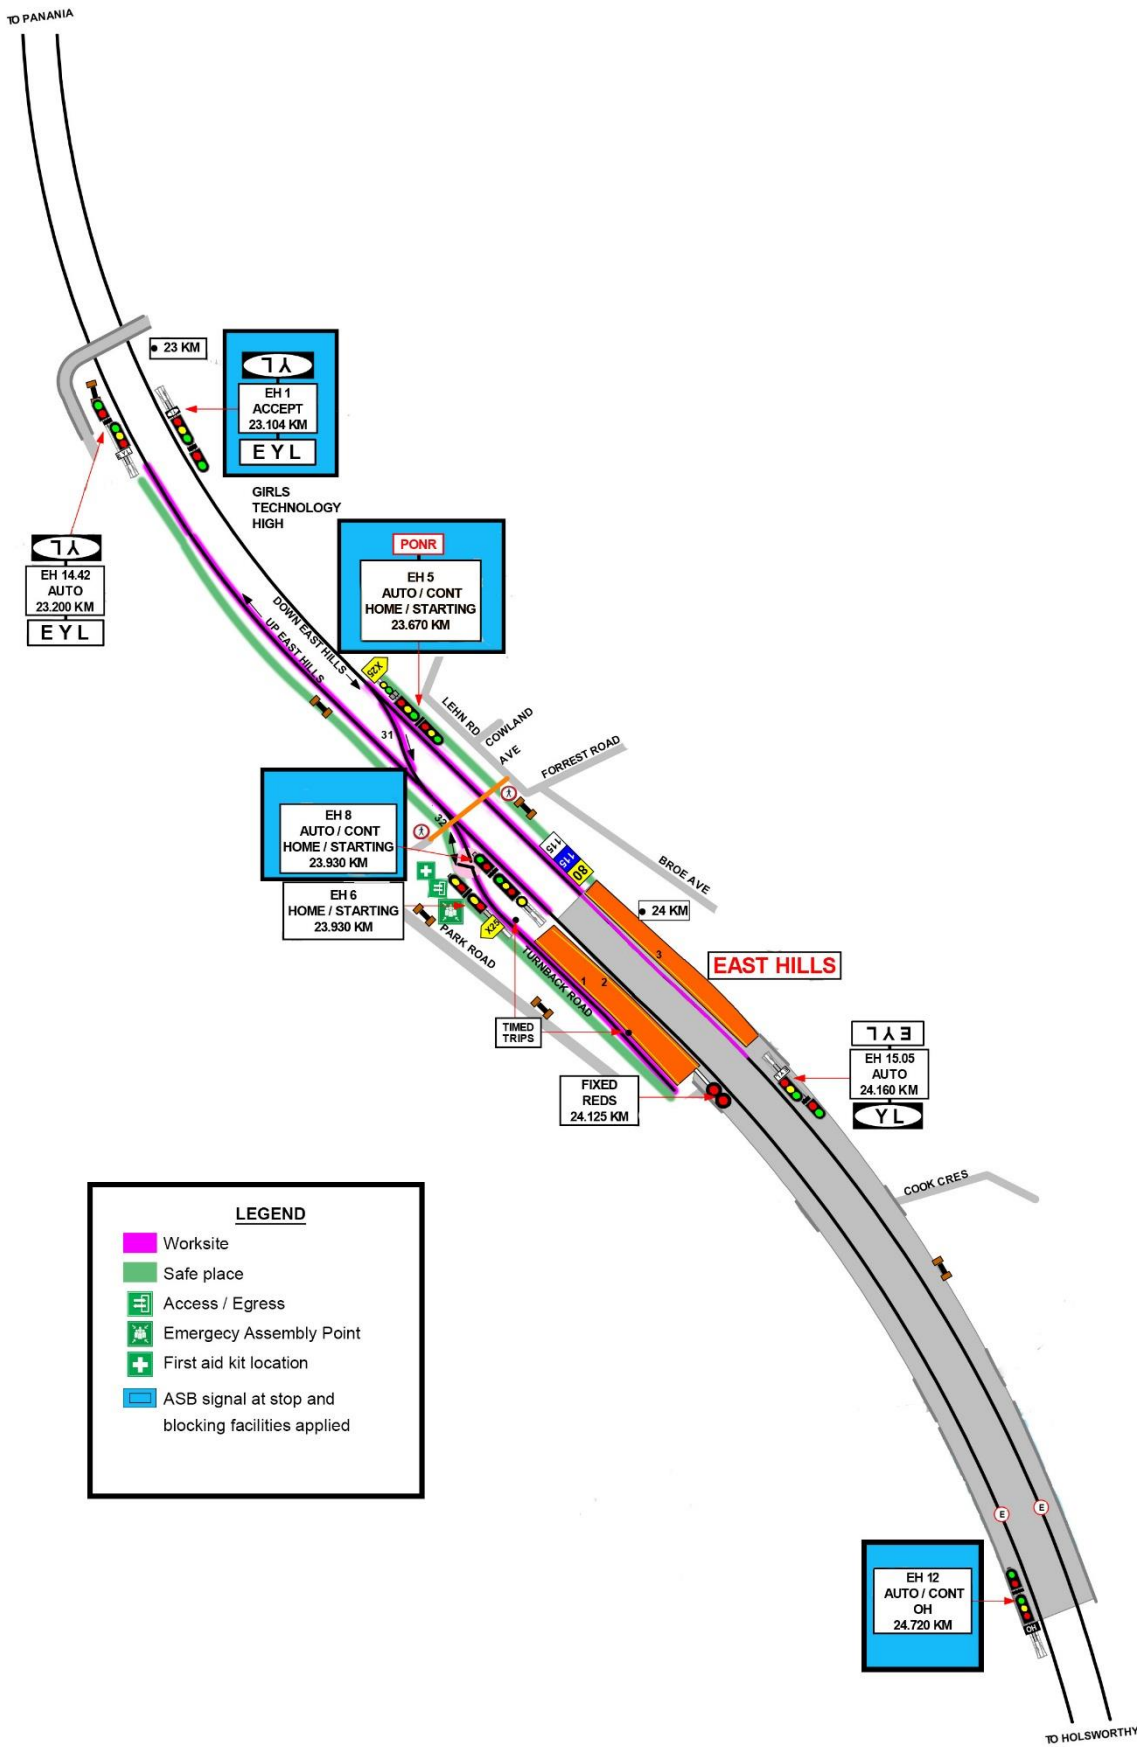 TO PANANIA
23 KM
YL
EH 1
ACCEPT
23.104 KM
EYL
GIRLS
TECHNOLOGY
HIGH
YL
EH 14.42
AUTO
23.200 KM
EYL
PONR
EH 5
AUTO / CONT
HOME / STARTING
23.670 KM
DOWN EAST HILLS
UP EAST HILLS
X25
31
LEHN RD
COWLAND
AVE
FORREST ROAD
BROE AVE
32
EH 8
AUTO / CONT
HOME / STARTING
23.930 KM
EH 6
HOME / STARTING
23.930 KM
115
115
80
24 KM
X25
PARK ROAD
TURNBACK ROAD
1
2
3
EAST HILLS
TIMED
TRIPS
FIXED
REDS
24.125 KM
EYL
EH 15.05
AUTO
24.160 KM
YL
COOK CRES
LEGEND
Worksite
Safe place
Access / Egress
Emergecy Assembly Point
First aid kit location
ASB signal at stop and
blocking facilities applied
E
E
EH 12
AUTO / CONT
OH
24.720 KM
OH
TO HOLSWORTHY